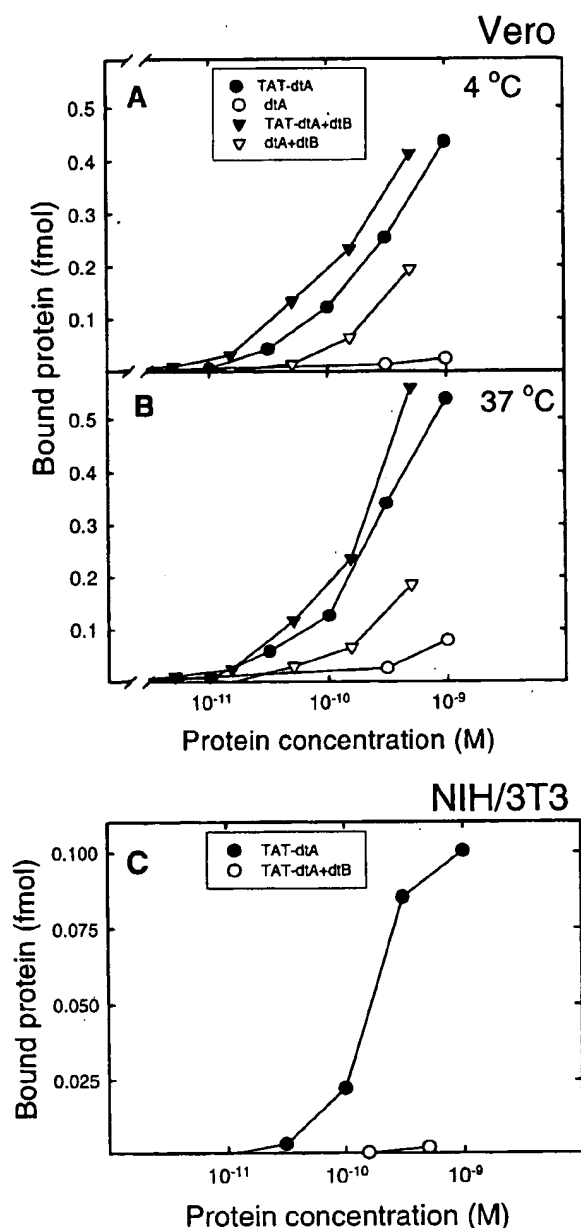 Vero
A
4 °C
TAT-dtA
dtA
TAT-dtA+dtB
dtA+dtB
0.5
0.4
0.3
0.2
0.1
B
37 °C
0.5
0.4
0.3
0.2
0.1
Bound protein (fmol)
10-11
10-10
10-9
Protein concentration (M)
NIH/3T3
C
TAT-dtA
TAT-dtA+dtB
0.100
0.075
0.050
0.025
Bound protein (fmol)
10-11
10-10
10-9
Protein concentration (M)